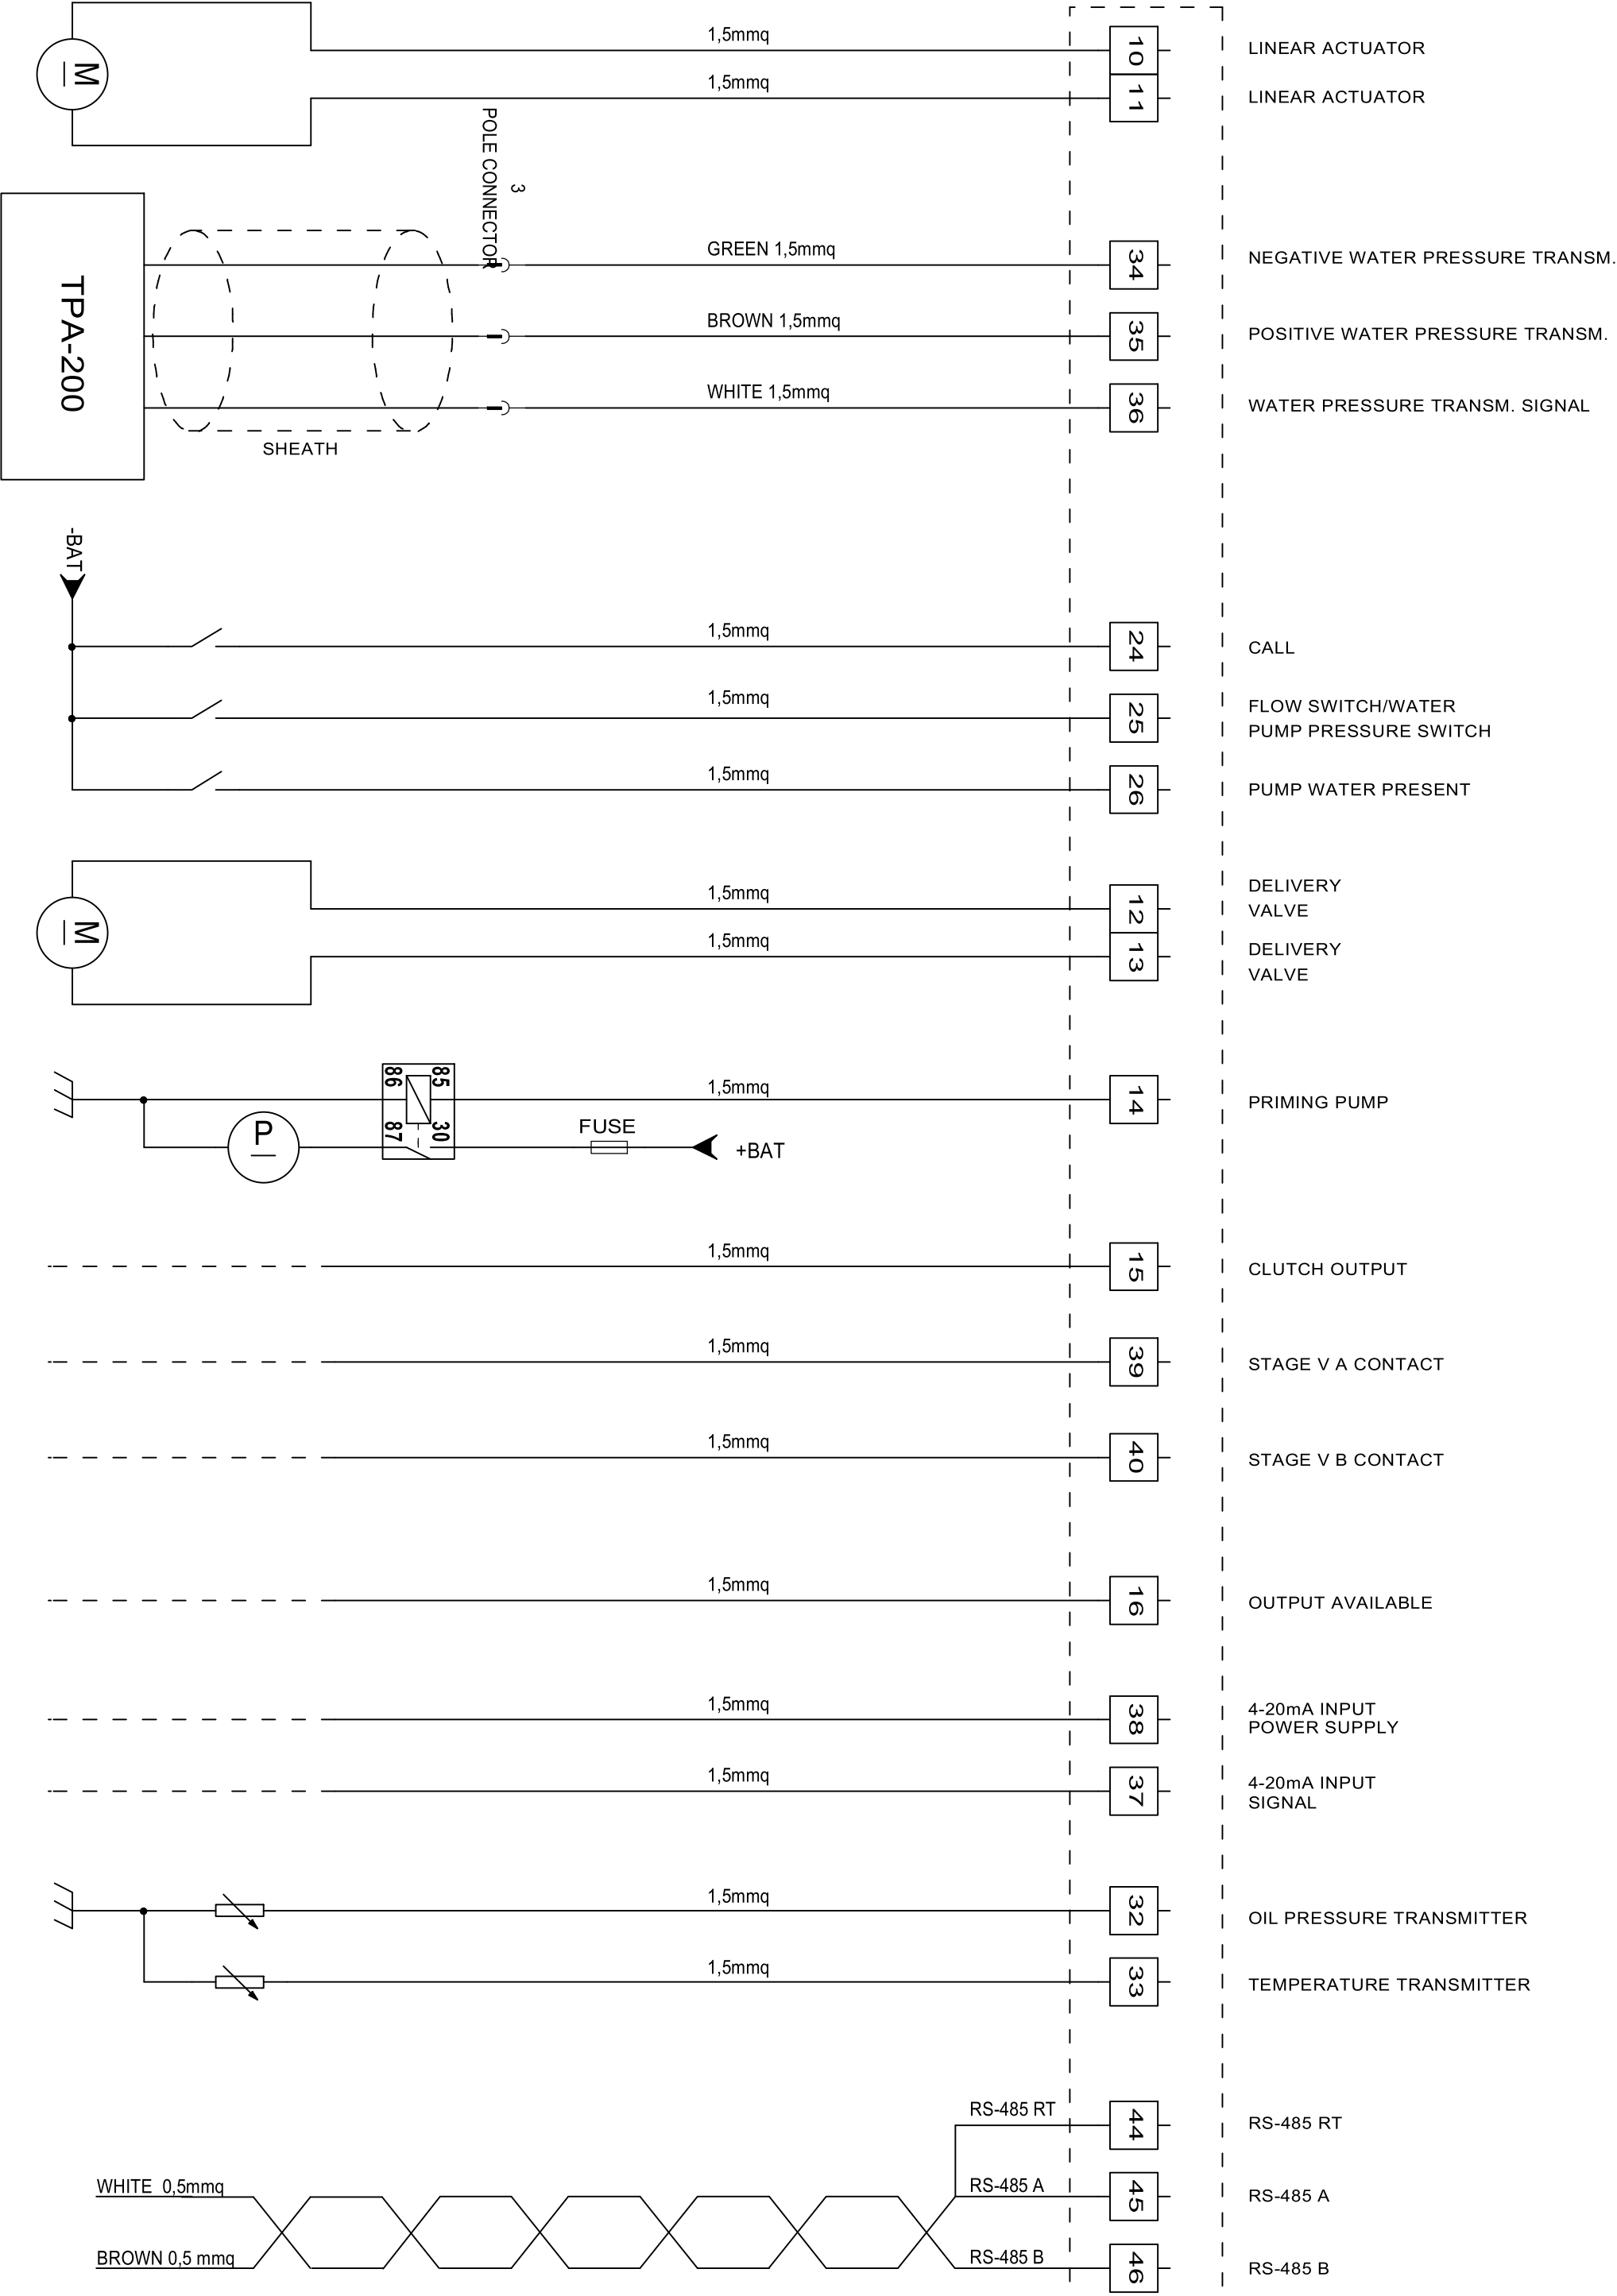 1,5mmq
10
LINEAR ACTUATOR
1,5mmq
11
LINEAR ACTUATOR
M
3
POLE CONNECTOR
TPA-200
SHEATH
GREEN 1,5mmq
34
NEGATIVE WATER PRESSURE TRANSM.
BROWN 1,5mmq
35
POSITIVE WATER PRESSURE TRANSM.
WHITE 1,5mmq
36
WATER PRESSURE TRANSM. SIGNAL
-BAT
1,5mmq
24
CALL
1,5mmq
25
FLOW SWITCH/WATER
PUMP PRESSURE SWITCH
1,5mmq
26
PUMP WATER PRESENT
M
1,5mmq
12
DELIVERY
VALVE
1,5mmq
13
DELIVERY
VALVE
86
85
87
30
1,5mmq
14
PRIMING PUMP
P
FUSE
+BAT
1,5mmq
15
CLUTCH OUTPUT
1,5mmq
39
STAGE V A CONTACT
1,5mmq
40
STAGE V B CONTACT
1,5mmq
16
OUTPUT AVAILABLE
1,5mmq
38
4-20mA INPUT
POWER SUPPLY
1,5mmq
37
4-20mA INPUT
SIGNAL
1,5mmq
32
OIL PRESSURE TRANSMITTER
1,5mmq
33
TEMPERATURE TRANSMITTER
RS-485 RT
44
RS-485 RT
WHITE 0,5mmq
RS-485 A
45
RS-485 A
BROWN 0,5 mmq
RS-485 B
46
RS-485 B